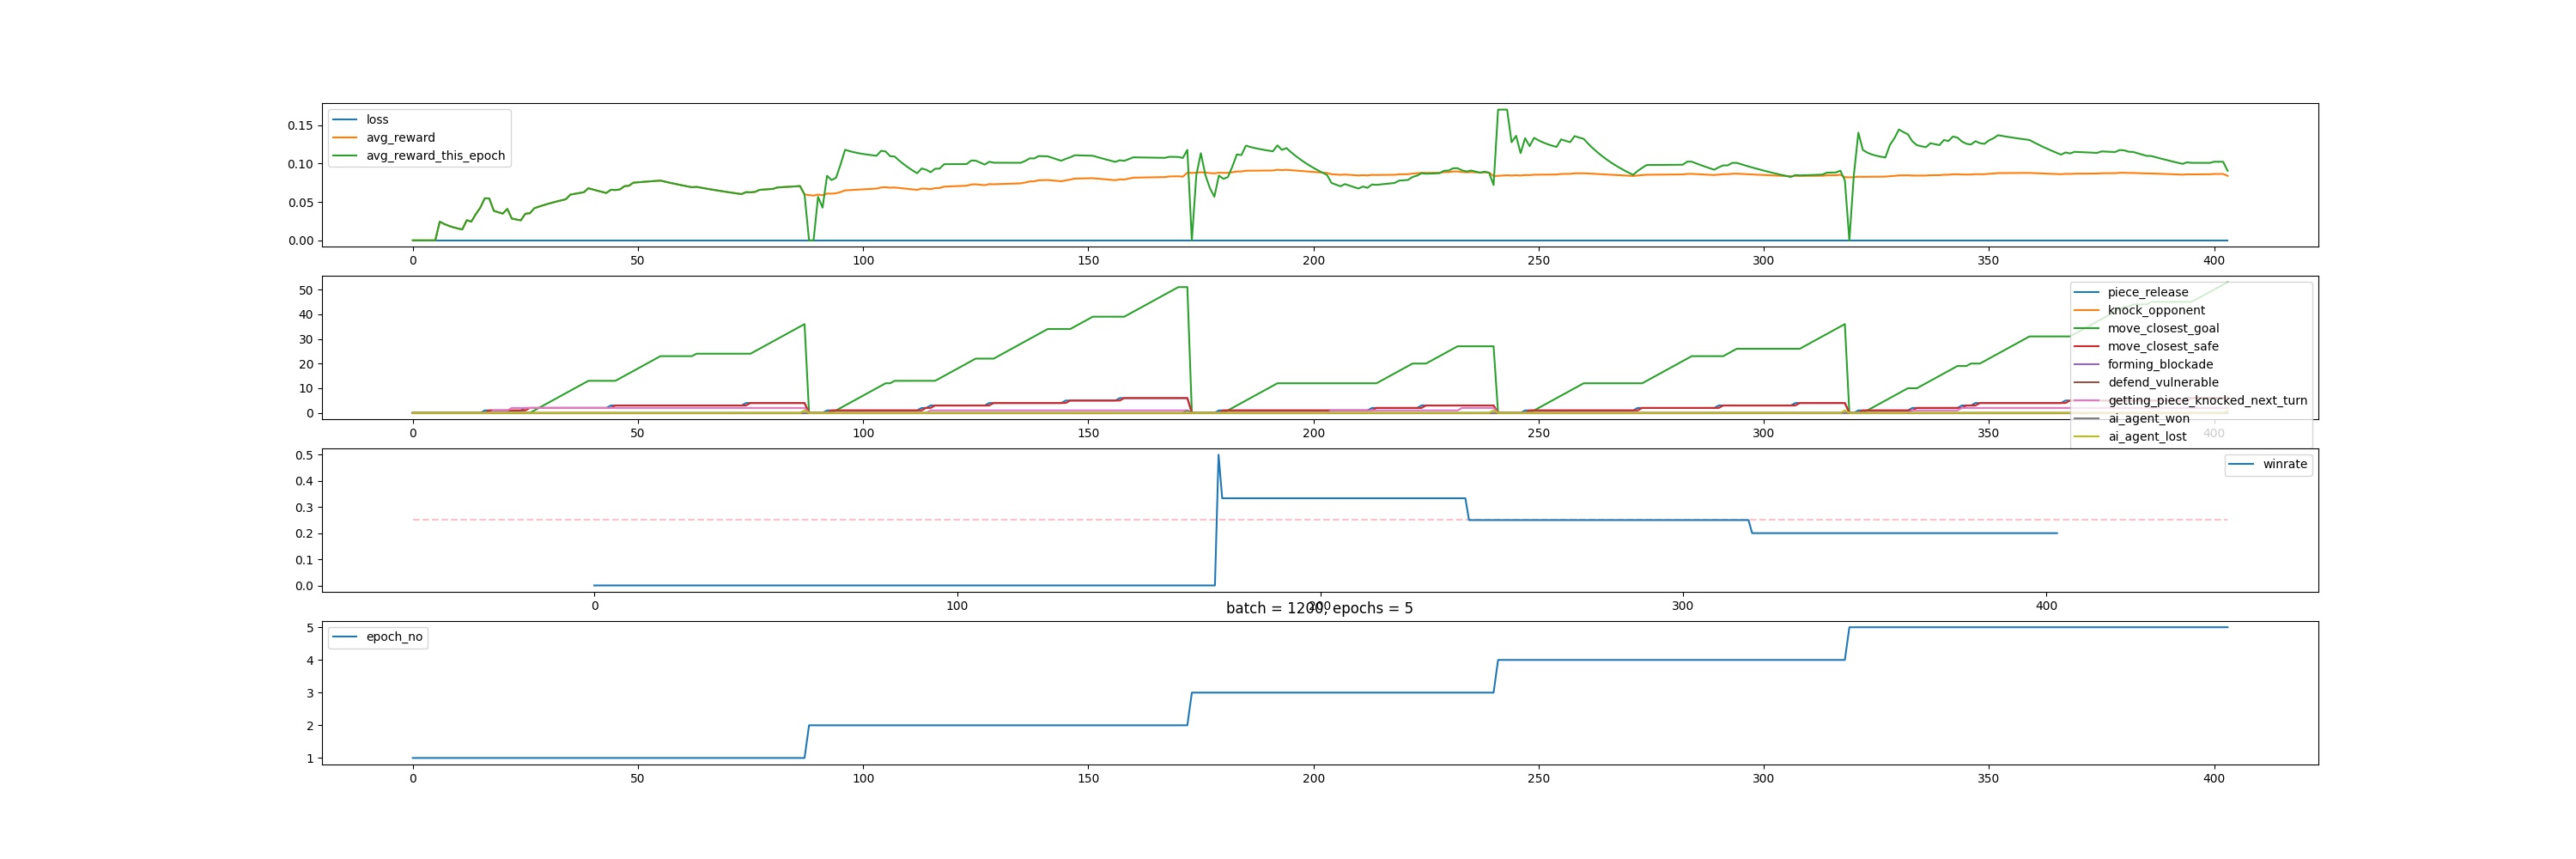 loss
avg_reward
avg_reward_this_epoch
0.15
0.10
0.05
0.00
0 50 100 150 200 250 300 350 400
piece_release
knock_opponent
move_closest_goal
move_closest_safe
forming_blockade
defend_vulnerable
getting_piece_knocked_next_turn
ai_agent_won
ai_agent_lost
50
40
30
20
10
0
0 50 100 150 200 250 300 350 400
winrate
0.5
0.4
0.3
0.2
0.1
0.0
0 100 200 300 400
batch = 1200, epochs = 5
epoch_no
5
4
3
2
1
0 50 100 150 200 250 300 350 400